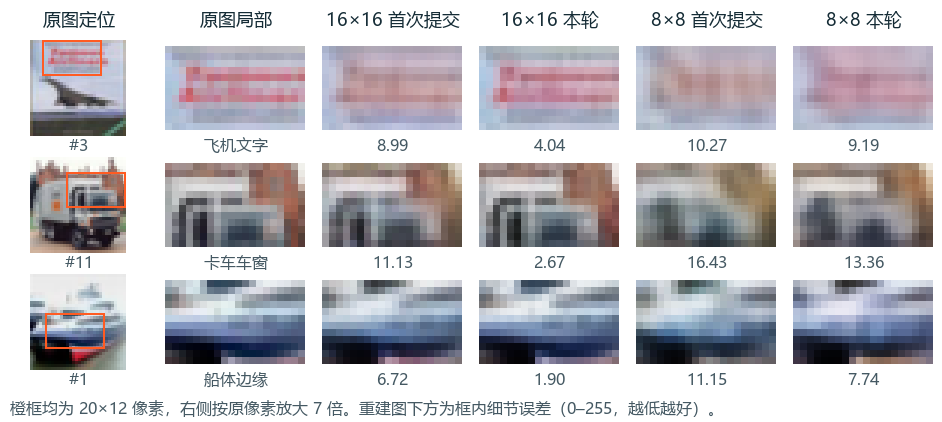 原图定位 原图局部 16×16 首次提交 16×16 本轮 8×8 首次提交 8×8 本轮
#3 飞机文字 8.99 4.04 10.27 9.19
#11 卡车车窗 11.13 2.67 16.43 13.36
#1 船体边缘 6.72 1.90 11.15 7.74
橙框均为 20×12 像素，右侧按原像素放大 7 倍。重建图下方为框内细节误差（0–255，越低越好）。